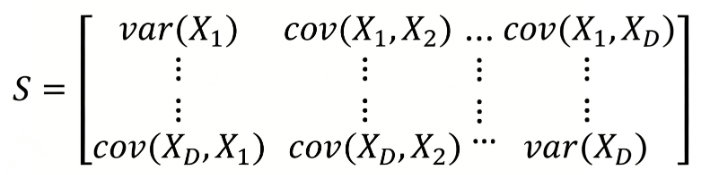 var(X₁) cov(X₁,X₂) … cov(X₁,X_D)
S = ⋮ ⋮ ⋮ ⋮
⋮ ⋮ ⋮ ⋮
cov(X_D,X₁) cov(X_D,X₂) ⋯ var(X_D)